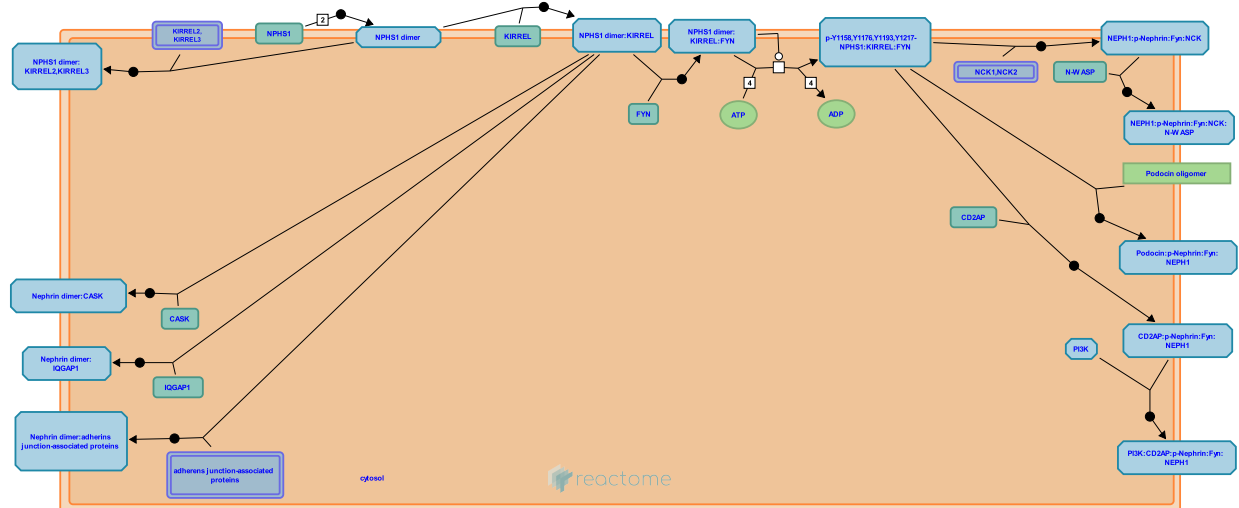 KIRREL2,
KIRREL3
NPHS1
2
NPHS1 dimer
KIRREL
NPHS1 dimer:KIRREL
NPHS1 dimer:
KIRREL:FYN
p-Y1158,Y1176,Y1193,Y1217-
NPHS1:KIRREL:FYN
NEPH1:p-Nephrin:Fyn:NCK
NPHS1 dimer:
KIRREL2,KIRREL3
NCK1,NCK2
N-WASP
4
4
FYN
ATP
ADP
NEPH1:p-Nephrin:Fyn:NCK:
N-WASP
Podocin oligomer
CD2AP
Podocin:p-Nephrin:Fyn:
NEPH1
Nephrin dimer:CASK
CASK
CD2AP:p-Nephrin:Fyn:
NEPH1
PI3K
Nephrin dimer:
IQGAP1
IQGAP1
Nephrin dimer:adherins
junction-associated proteins
adherens junction-associated
proteins
cytosol
reactome
PI3K:CD2AP:p-Nephrin:Fyn:
NEPH1